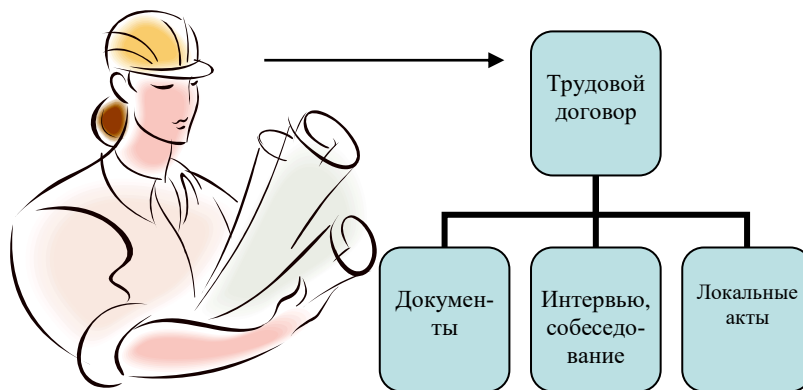 Трудовой
договор
Докумен-
ты
Интервью,
собеседо-
вание
Локальные
акты